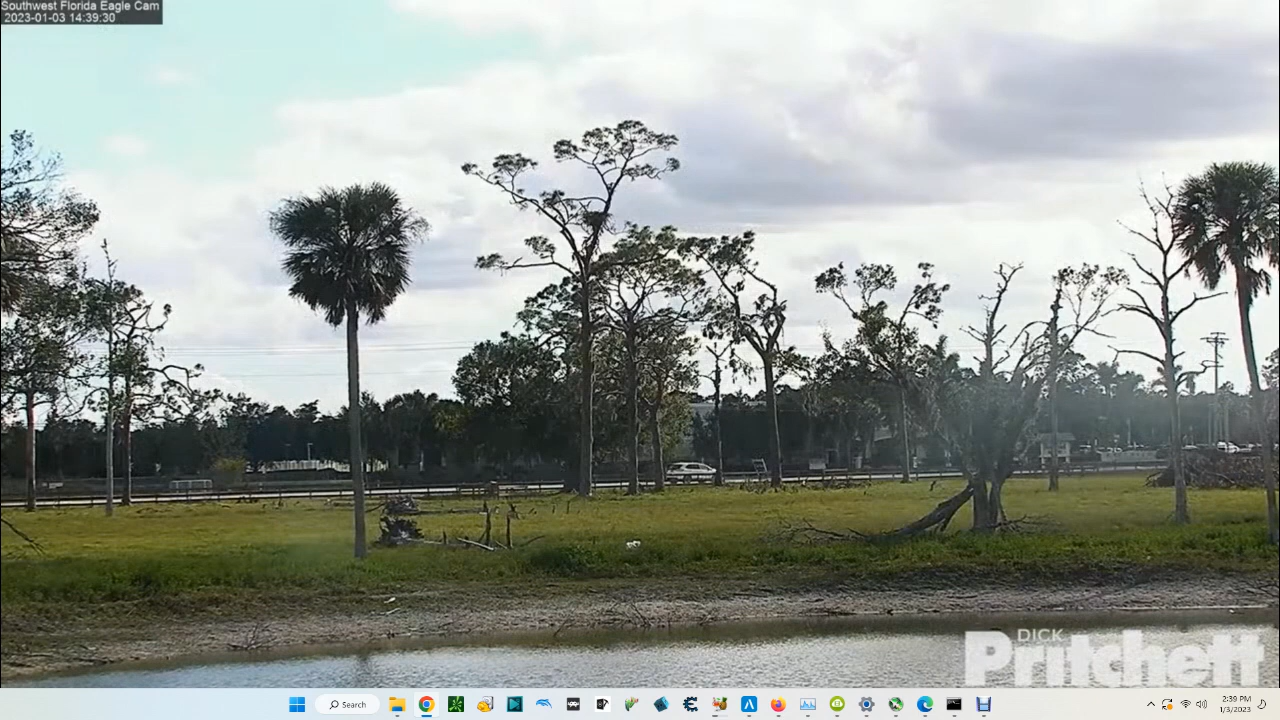 Southwest Florida Eagle Cam
2023-01-03 14:39:30
DICK
Pritchett
Search
2:39 PM
1/3/2023